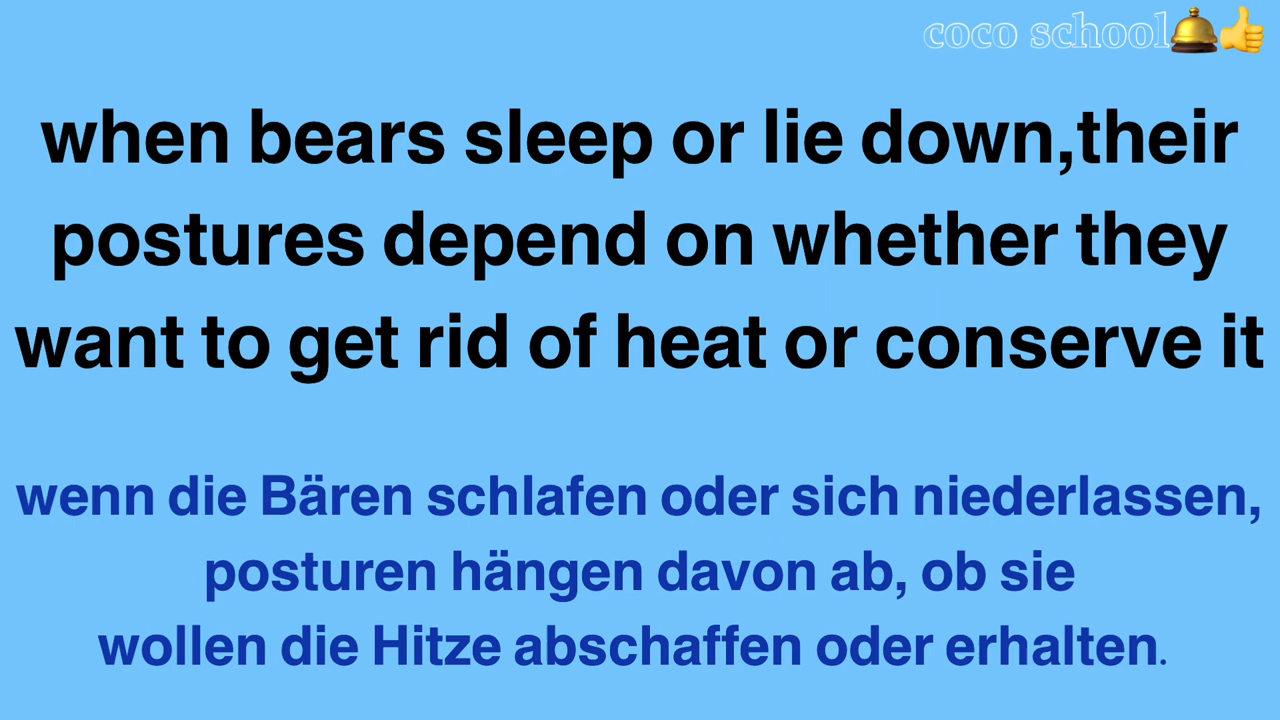 coco school🛎️👍
when bears sleep or lie down,their
postures depend on whether they
want to get rid of heat or conserve it
wenn die Bären schlafen oder sich niederlassen,
posturen hängen davon ab, ob sie
wollen die Hitze abschaffen oder erhalten.